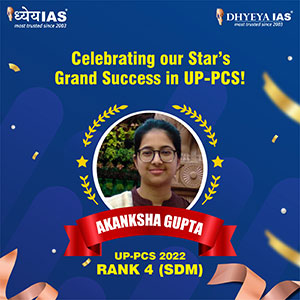 ध्येय IAS®
most trusted since 2003
DHYEYA IAS®
most trusted since 2003
Celebrating our Star's
Grand Success in UP-PCS!
AKANKSHA GUPTA
UP-PCS 2022
RANK 4 (SDM)